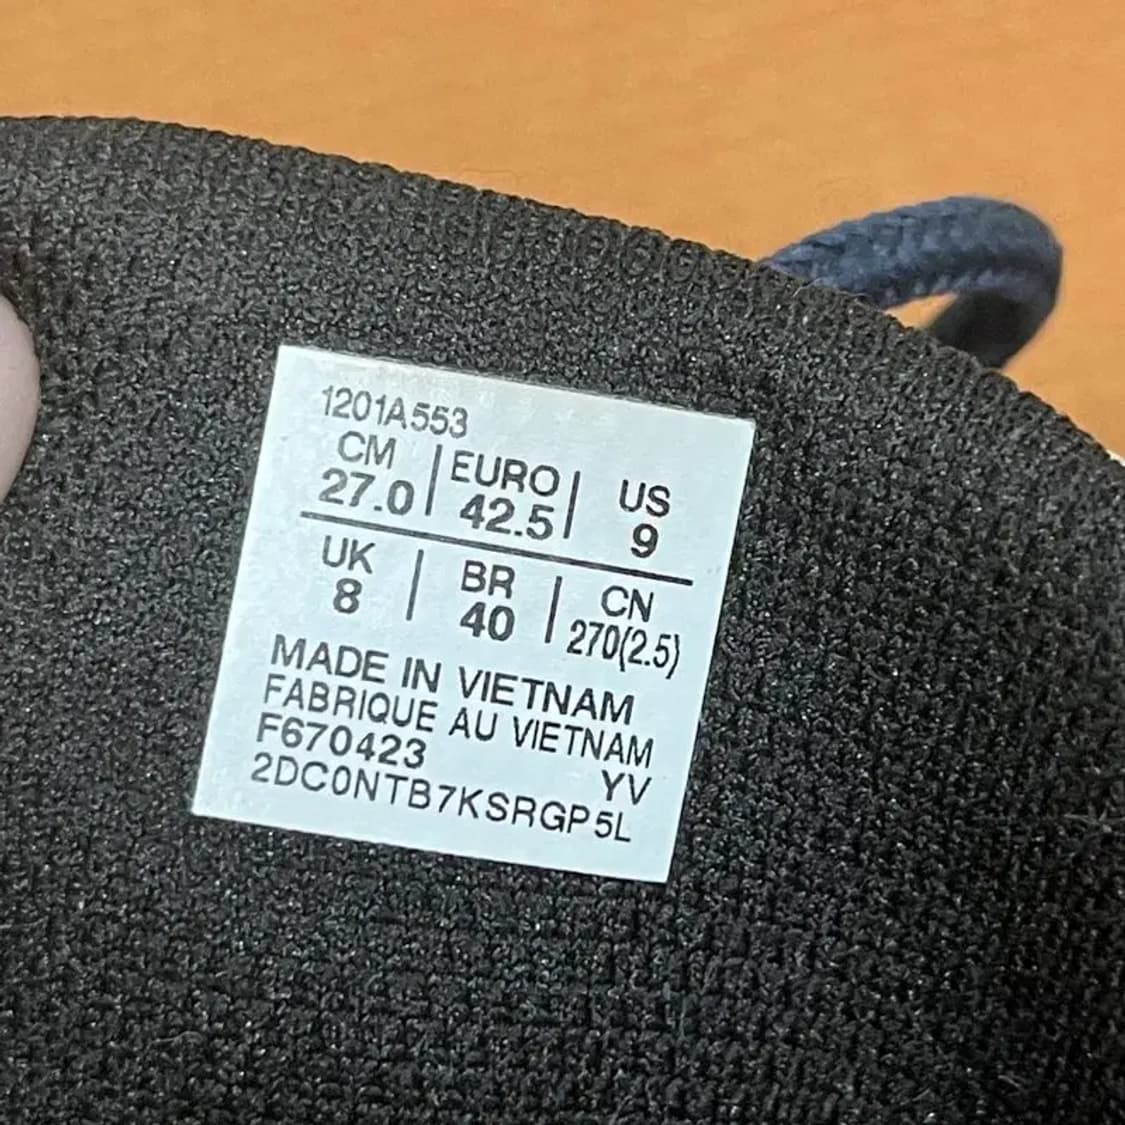 1201A553
CM | EURO | US
27.0 | 42.5 | 9
UK | BR | CN
8 | 40 | 270(2.5)
MADE IN VIETNAM
FABRIQUE AU VIETNAM
F670423 YV
2DC0NTB7KSRGP5L